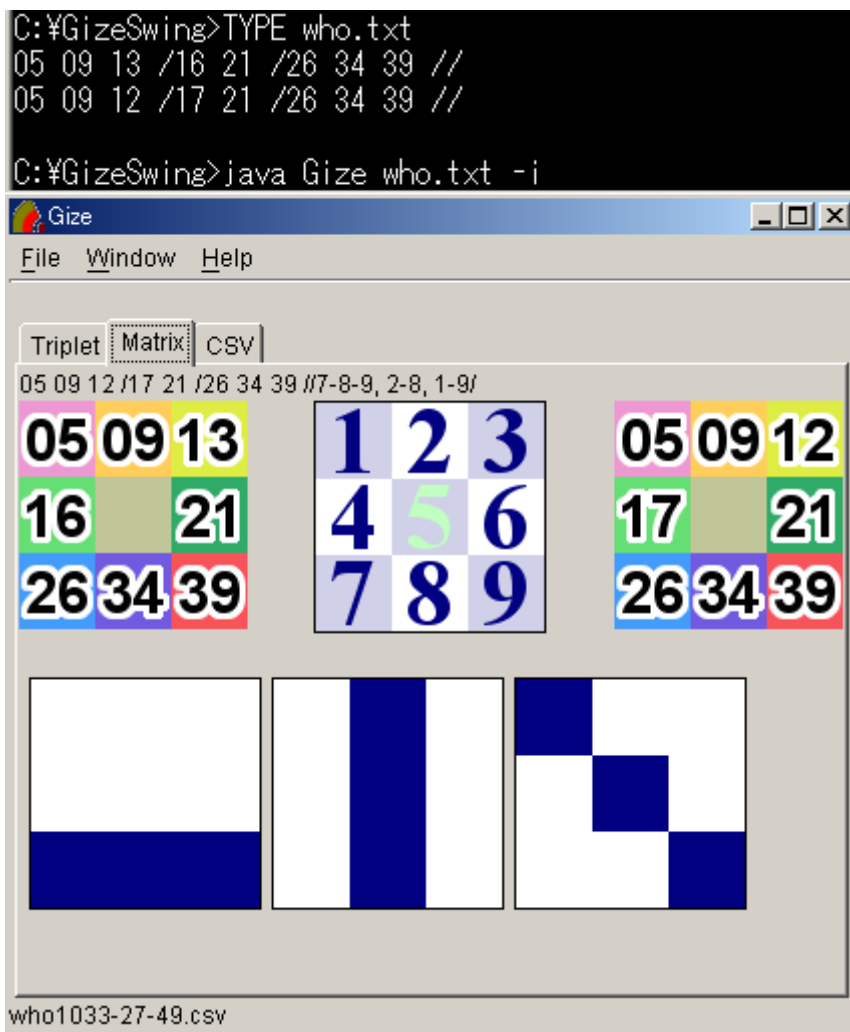 C:¥GizeSwing>TYPE who.txt
05 09 13 /16 21 /26 34 39 //
05 09 12 /17 21 /26 34 39 //
C:¥GizeSwing>java Gize who.txt -i
Gize
File Window Help
Triplet Matrix CSV
05 09 12 /17 21 /26 34 39 //7-8-9, 2-8, 1-9/
05 09 13 1 2 3 05 09 12
16 21 4 5 6 17 21
26 34 39 7 8 9 26 34 39
who1033-27-49.csv